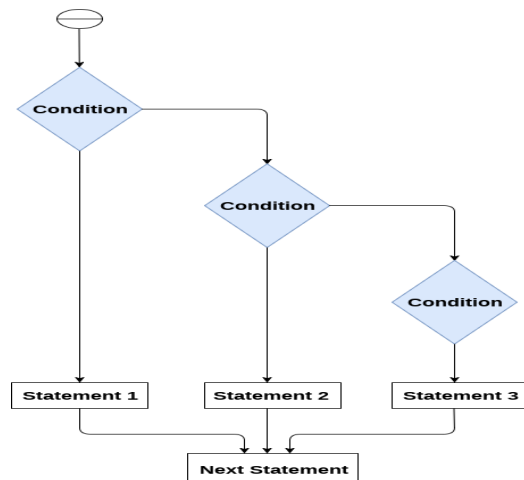 Condition
Condition
Condition
Statement 1
Statement 2
Statement 3
Next Statement